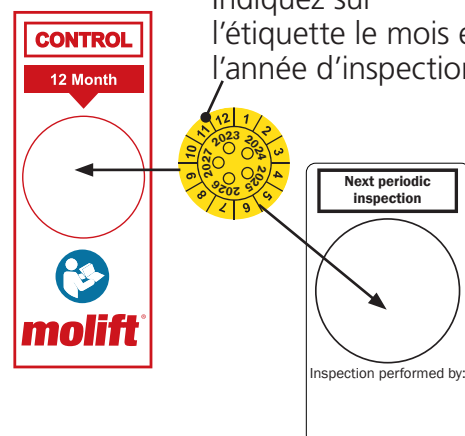 Indiquez sur
l'étiquette le mois e
l'année d'inspection
CONTROL
12 Month
12 1 2 3 4 5 6 7 8 9 10 11
2023 2024 2025 2026 2027
molift
Next periodic
inspection
Inspection performed by: